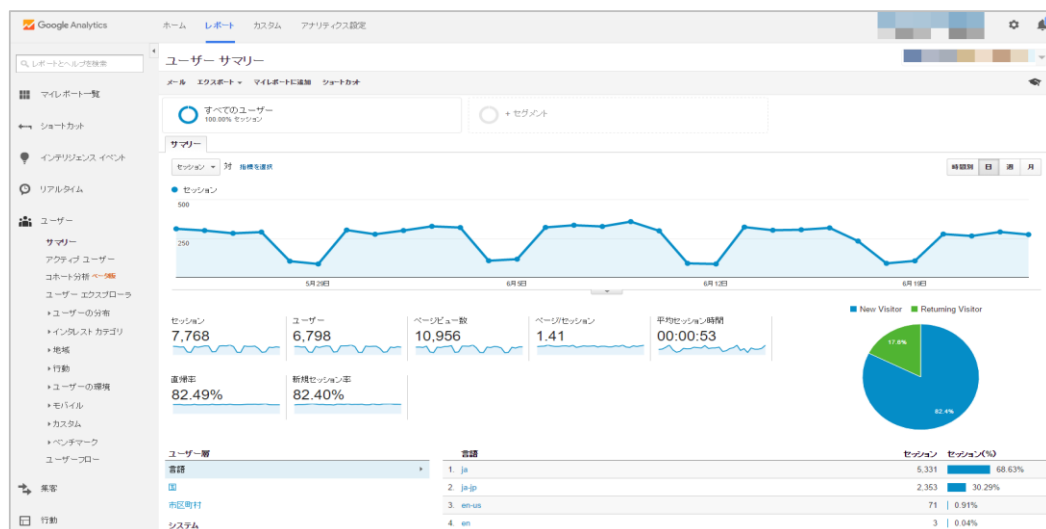 Google Analytics
ホーム レポート カスタム アナリティクス設定
レポートとヘルプを検索
ユーザー サマリー
メール エクスポート マイレポートに追加 ショートカット
マイレポート一覧
ショートカット
インテリジェンス イベント
リアルタイム
ユーザー
サマリー
アクティブ ユーザー
コホート分析 ベータ版
ユーザー エクスプローラ
ユーザーの分布
インタレスト カテゴリ
地域
行動
ユーザーの環境
モバイル
カスタム
ベンチマーク
ユーザーフロー
集客
行動
すべてのユーザー
100.00% セッション
+ セグメント
サマリー
セッション 対 指標を選択
時間別 日 週 月
セッション
500
250
5月29日 6月5日 6月12日 6月19日
セッション
7,768
ユーザー
6,798
ページビュー数
10,956
ページ/セッション
1.41
平均セッション時間
00:00:53
直帰率
82.49%
新規セッション率
82.40%
New Visitor Returning Visitor
17.6%
82.4%
ユーザー層
言語
国
市区町村
システム
言語 セッション セッション(%)
1. ja 5,331 68.63%
2. ja-jp 2,353 30.29%
3. en-us 71 0.91%
4. en 3 0.04%